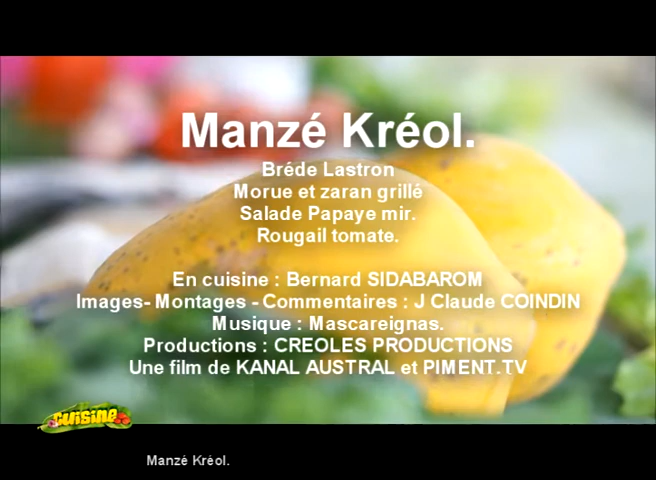 Manzé Kréol.
Bréde Lastron
Morue et zaran grillé
Salade Papaye mir.
Rougail tomate.
En cuisine : Bernard SIDABAROM
Images- Montages - Commentaires : J Claude COINDIN
Musique : Mascareignas.
Productions : CREOLES PRODUCTIONS
Une film de KANAL AUSTRAL et PIMENT.TV
cuisine
Manzé Kréol.